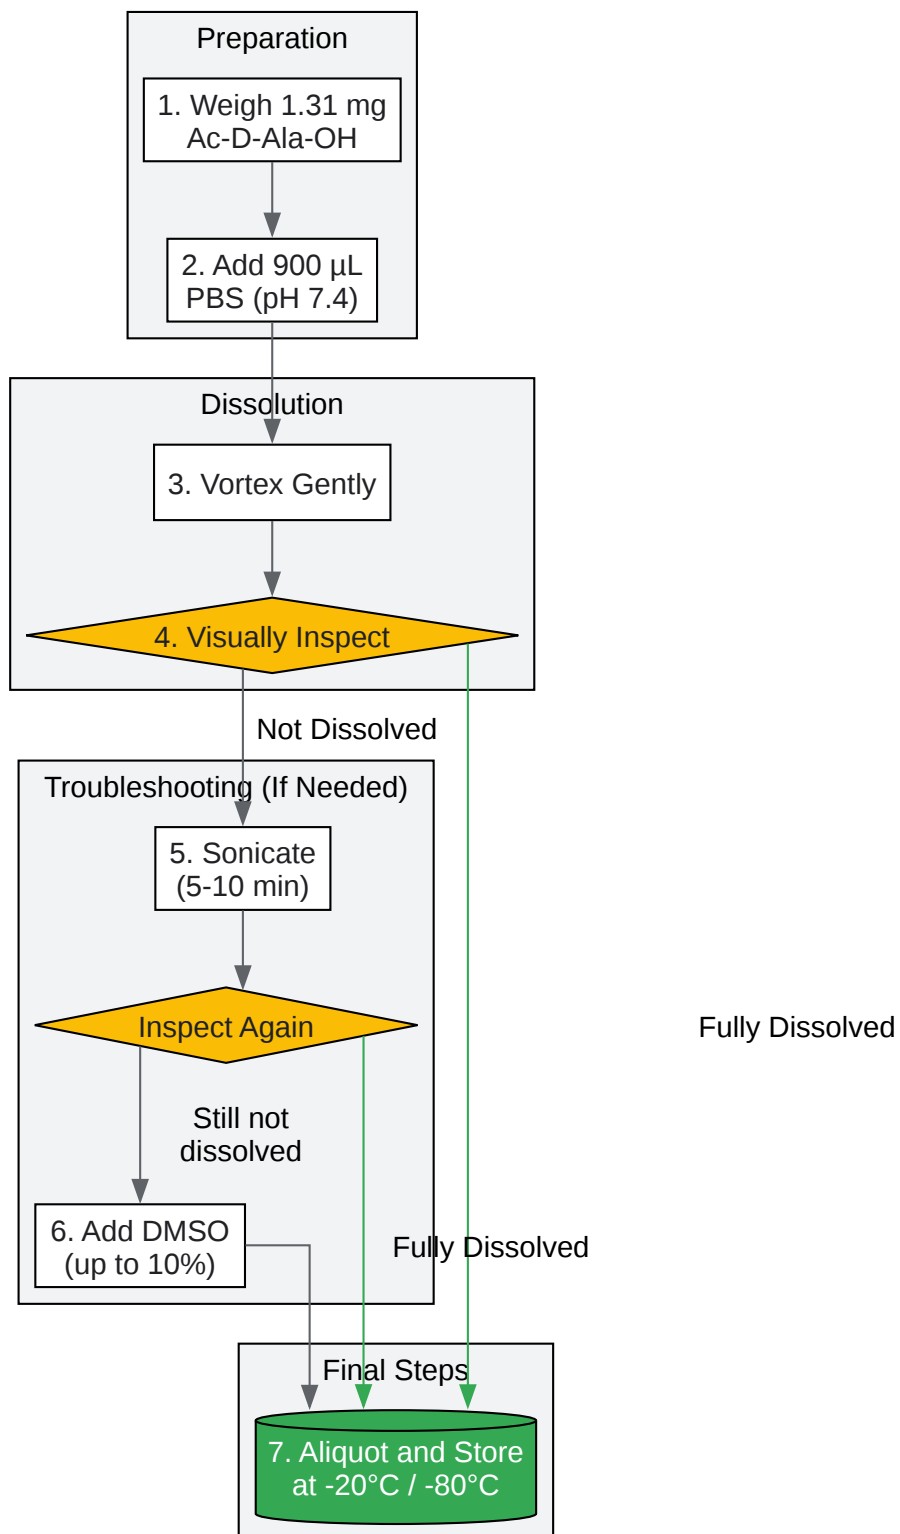 Preparation
1. Weigh 1.31 mg
Ac-D-Ala-OH
2. Add 900 µL
PBS (pH 7.4)
Dissolution
3. Vortex Gently
4. Visually Inspect
Not Dissolved
Troubleshooting (If Needed)
5. Sonicate
(5-10 min)
Inspect Again
Fully Dissolved
Still not
dissolved
6. Add DMSO
(up to 10%)
Fully Dissolved
Final Steps
7. Aliquot and Store
at -20°C / -80°C